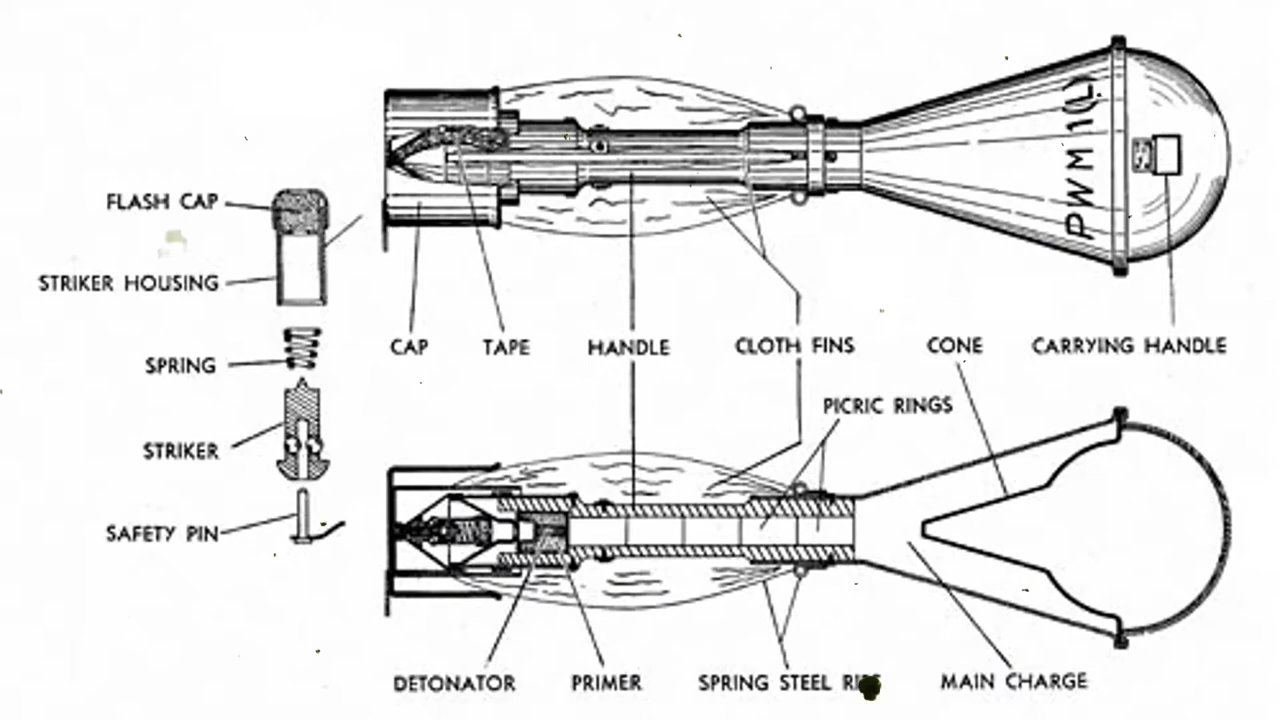 PWM 1(L)
FLASH CAP
STRIKER HOUSING
SPRING
STRIKER
SAFETY PIN
CAP
TAPE
HANDLE
CLOTH FINS
CONE
CARRYING HANDLE
PICRIC RINGS
DETONATOR
PRIMER
SPRING STEEL
MAIN CHARGE